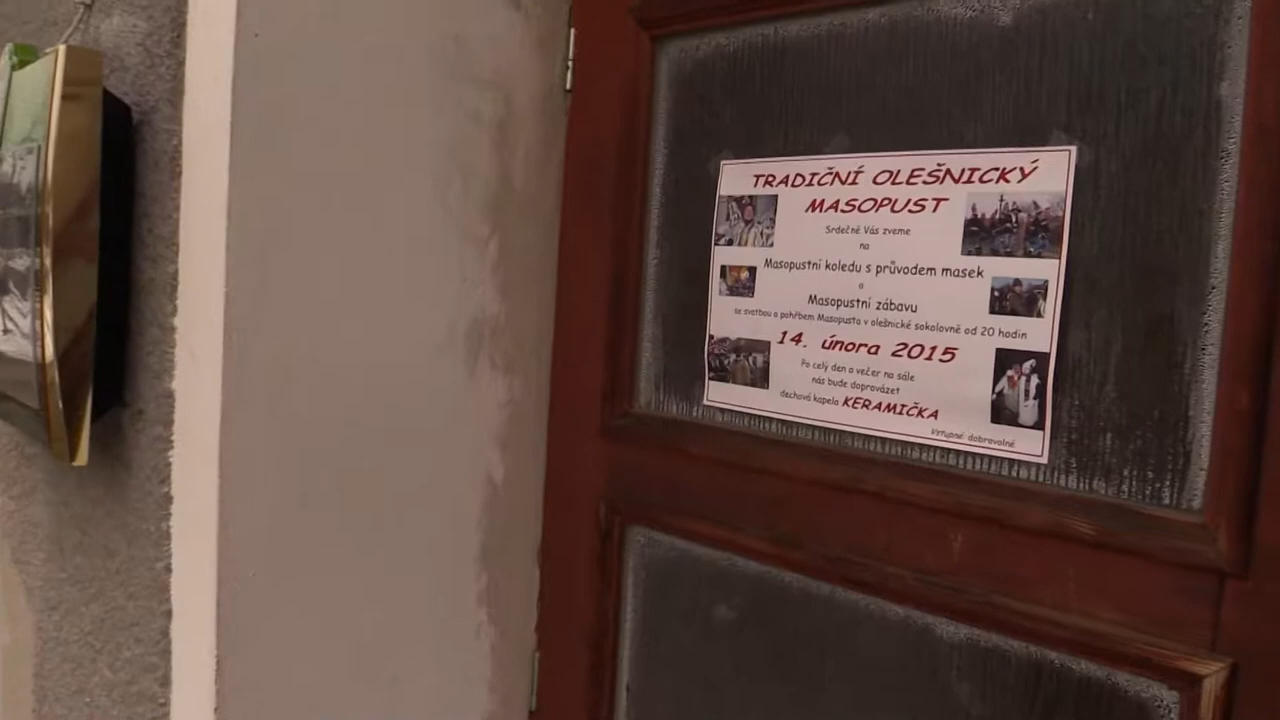 TRADIČNÍ OLEŠNICKÝ
MASOPUST
Srdečně Vás zveme
na
Masopustní koledu s průvodem masek
a
Masopustní zábavu
se svatbou a pohřbem Masopusta v olešnické sokolovně od 20 hodin
14. února 2015
Po celý den a večer na sále
nás bude doprovázet
dechová kapela KERAMIČKA
Vstupné dobrovolné